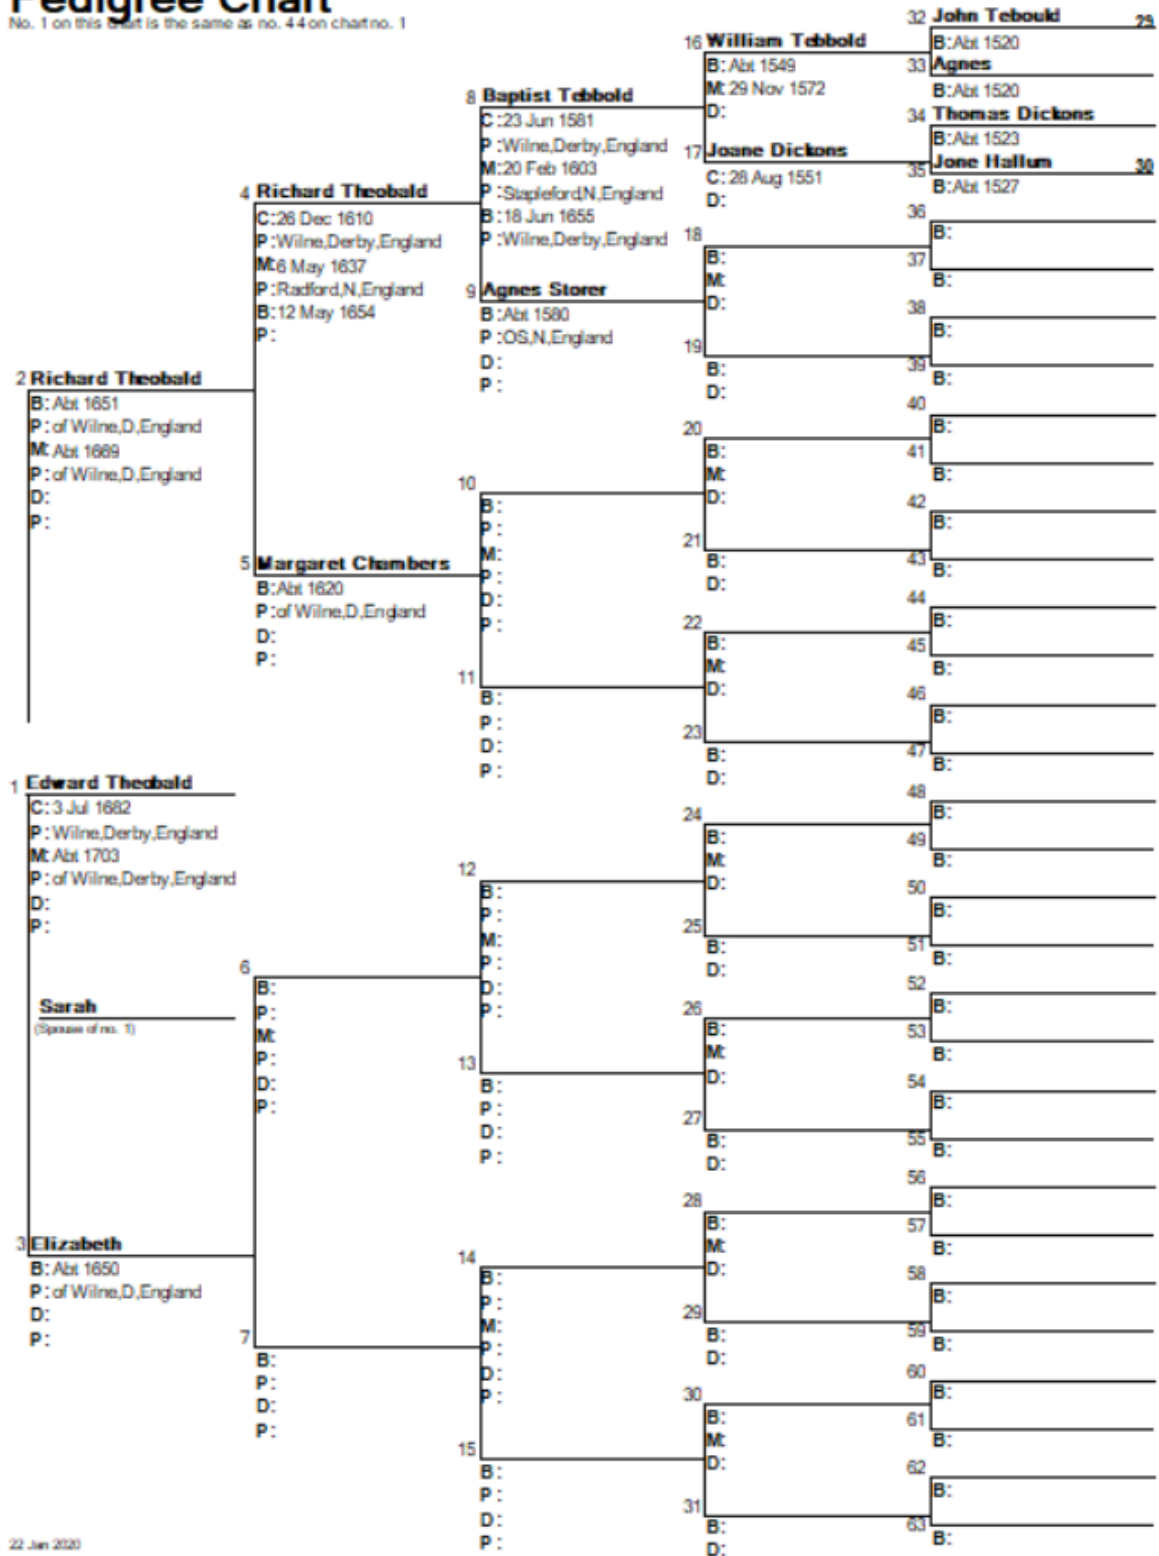 Pedigree Chart
No. 1 on this chart is the same as no. 44 on chart no. 1
32 John Tebould 29
B: Abt 1520
16 William Tebbold
B: Abt 1549
M: 29 Nov 1572
D:
33 Agnes
B: Abt 1520
8 Baptist Tebbold
C: 23 Jun 1581
P: Wilne,Derby,England
M: 20 Feb 1603
P: Stapleford,N,England
B: 18 Jun 1655
P: Wilne,Derby,England
34 Thomas Dickons
B: Abt 1523
17 Joane Dickons
C: 28 Aug 1551
D:
35 Jone Hallum 30
B: Abt 1527
4 Richard Theobald
C: 26 Dec 1610
P: Wilne,Derby,England
M: 6 May 1637
P: Radford,N,England
B: 12 May 1654
P:
36
B:
18
B:
M:
D:
37
B:
9 Agnes Storer
B: Abt 1580
P: OS,N,England
D:
P:
38
B:
19
B:
D:
39
B:
2 Richard Theobald
B: Abt 1651
P: of Wilne,D,England
M: Abt 1669
P: of Wilne,D,England
D:
P:
40
B:
20
B:
M:
D:
41
B:
10
B:
P:
M:
P:
D:
P:
42
B:
21
B:
D:
43
B:
5 Margaret Chambers
B: Abt 1620
P: of Wilne,D,England
D:
P:
44
B:
22
B:
M:
D:
45
B:
11
B:
P:
D:
P:
46
B:
23
B:
D:
47
B:
1 Edward Theobald
C: 3 Jul 1682
P: Wilne,Derby,England
M: Abt 1703
P: of Wilne,Derby,England
D:
P:
48
B:
24
B:
M:
D:
49
B:
12
B:
P:
M:
P:
D:
P:
50
B:
25
B:
D:
51
B:
6
B:
P:
M:
P:
D:
P:
Sarah
(Spouse of no. 1)
52
B:
26
B:
M:
D:
53
B:
13
B:
P:
D:
P:
54
B:
27
B:
D:
55
B:
3 Elizabeth
B: Abt 1650
P: of Wilne,D,England
D:
P:
56
B:
28
B:
M:
D:
57
B:
14
B:
P:
M:
P:
D:
P:
58
B:
29
B:
D:
59
B:
7
B:
P:
D:
P:
60
B:
30
B:
M:
D:
61
B:
15
B:
P:
D:
P:
62
B:
31
B:
D:
63
B:
22 Jan 2020